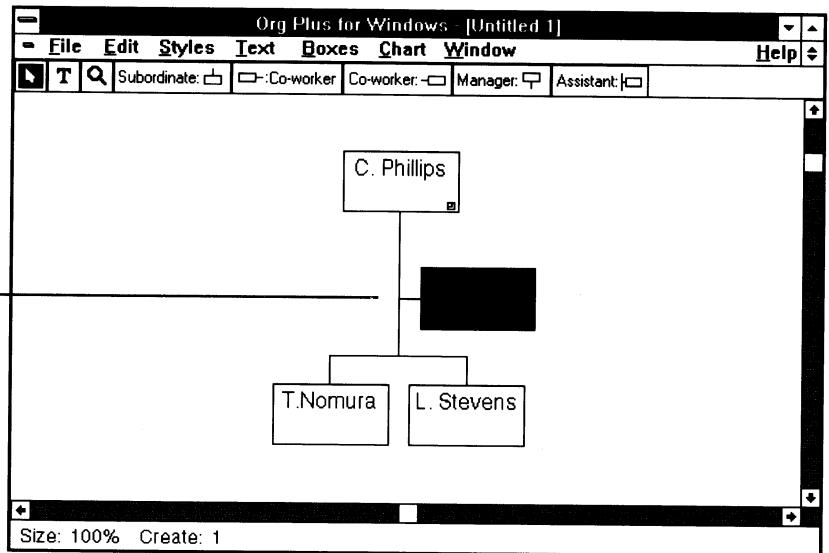 Org Plus for Windows - [Untitled 1]
File Edit Styles Text Boxes Chart Window Help
T Subordinate: :Co-worker Co-worker: Manager: Assistant:
C. Phillips
T.Nomura L. Stevens
Size: 100% Create: 1